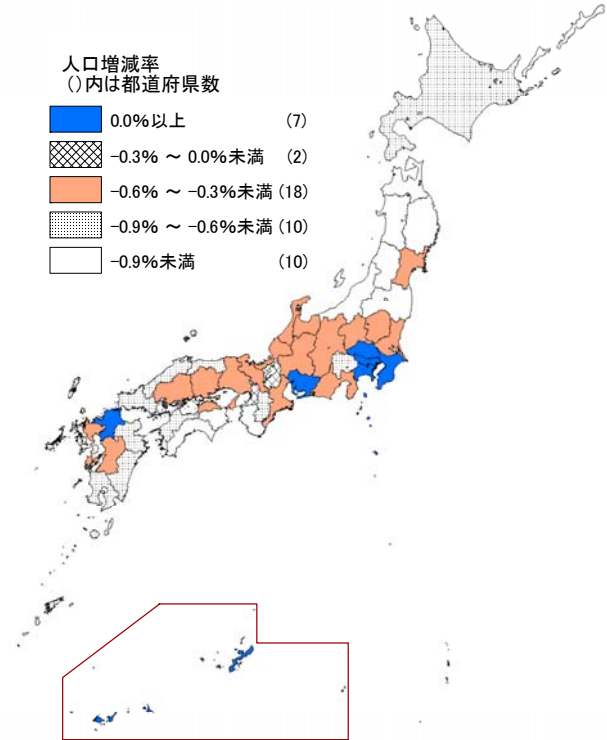 人口増減率
()内は都道府県数
0.0%以上 (7)
-0.3% ～ 0.0%未満 (2)
-0.6% ～ -0.3%未満 (18)
-0.9% ～ -0.6%未満 (10)
-0.9%未満 (10)